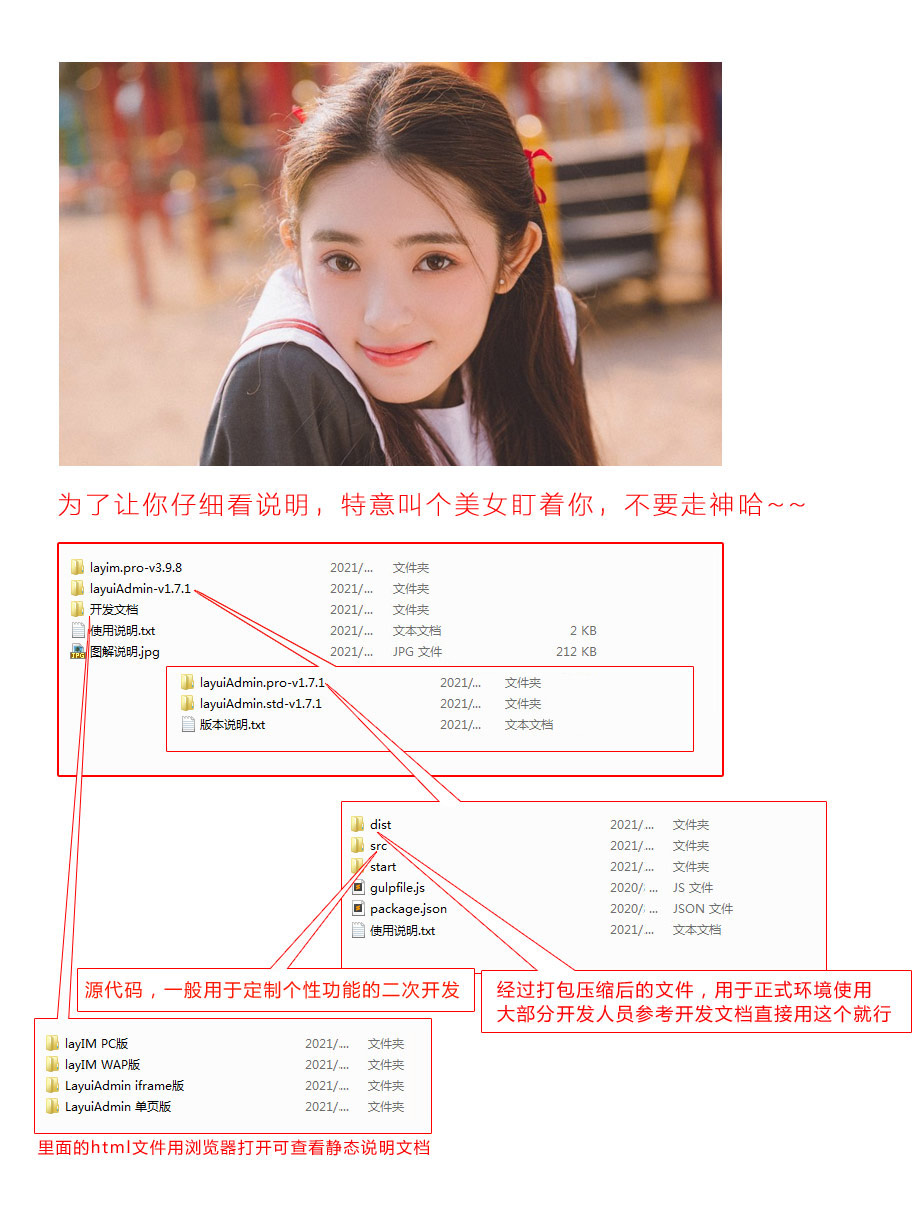 为了让你仔细看说明，特意叫个美女盯着你，不要走神哈~~
layim.pro-v3.9.8 2021/... 文件夹
layuiAdmin-v1.7.1 2021/... 文件夹
开发文档 2021/... 文件夹
使用说明.txt 2021/... 文本文档 2 KB
图解说明.jpg 2021/... JPG 文件 212 KB
layuiAdmin.pro-v1.7.1 2021/... 文件夹
layuiAdmin.std-v1.7.1 2021/... 文件夹
版本说明.txt 2021/... 文本文档
dist 2021/... 文件夹
src 2021/... 文件夹
start 2021/... 文件夹
gulpfile.js 2020/... JS 文件
package.json 2020/... JSON 文件
使用说明.txt 2021/... 文本文档
源代码，一般用于定制个性功能的二次开发
经过打包压缩后的文件，用于正式环境使用
大部分开发人员参考开发文档直接用这个就行
layIM PC版 2021/... 文件夹
layIM WAP版 2021/... 文件夹
LayuiAdmin iframe版 2021/... 文件夹
LayuiAdmin 单页版 2021/... 文件夹
里面的html文件用浏览器打开可查看静态说明文档